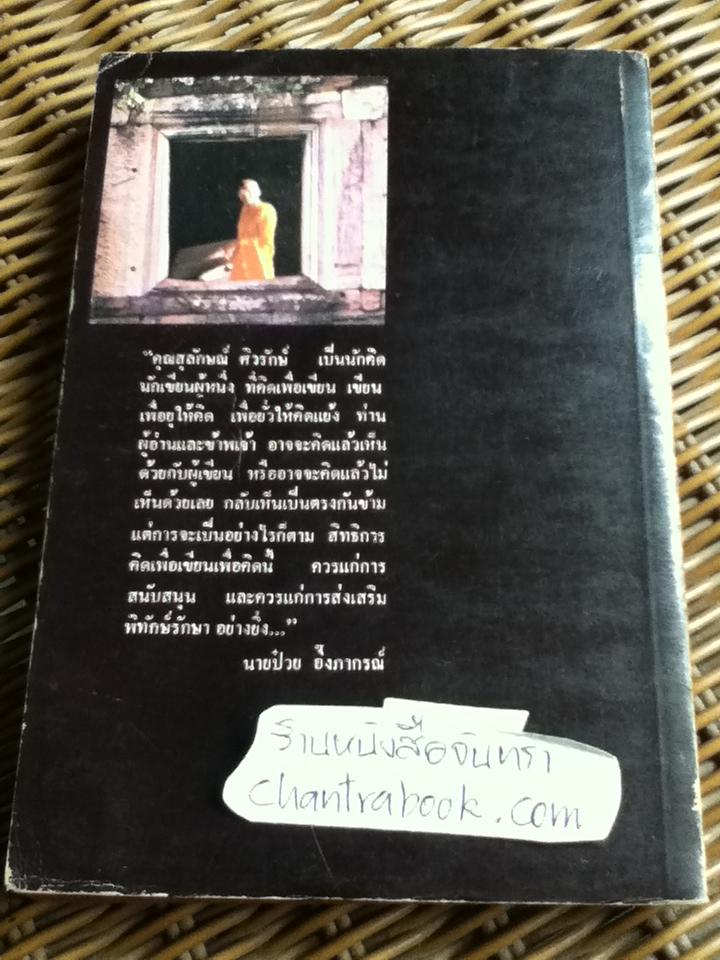 "คุณสุลักษณ์ ศิวรักษ์ เป็นนักคิด
นักเขียนผู้หนึ่ง ที่คิดเพื่อเขียน เขียน
เพื่อยุให้คิด เพื่อยั่วให้คิดแย้ง ท่าน
ผู้อ่านและข้าพเจ้า อาจจะคิดแล้วเห็น
ด้วยกับผู้เขียน หรืออาจจะคิดแล้วไม่
เห็นด้วยเลย กลับเห็นเป็นตรงกันข้าม
แต่การจะเป็นอย่างไรก็ตาม สิทธิการ
คิดเพื่อเขียนเพื่อคิดนี้ ควรแก่การ
สนับสนุน และควรแก่การส่งเสริม
พิทักษ์รักษา อย่างยิ่ง..."
นายป๋วย อึ๊งภากรณ์
ร้านหนังสือจันทรา
chantrabook.com